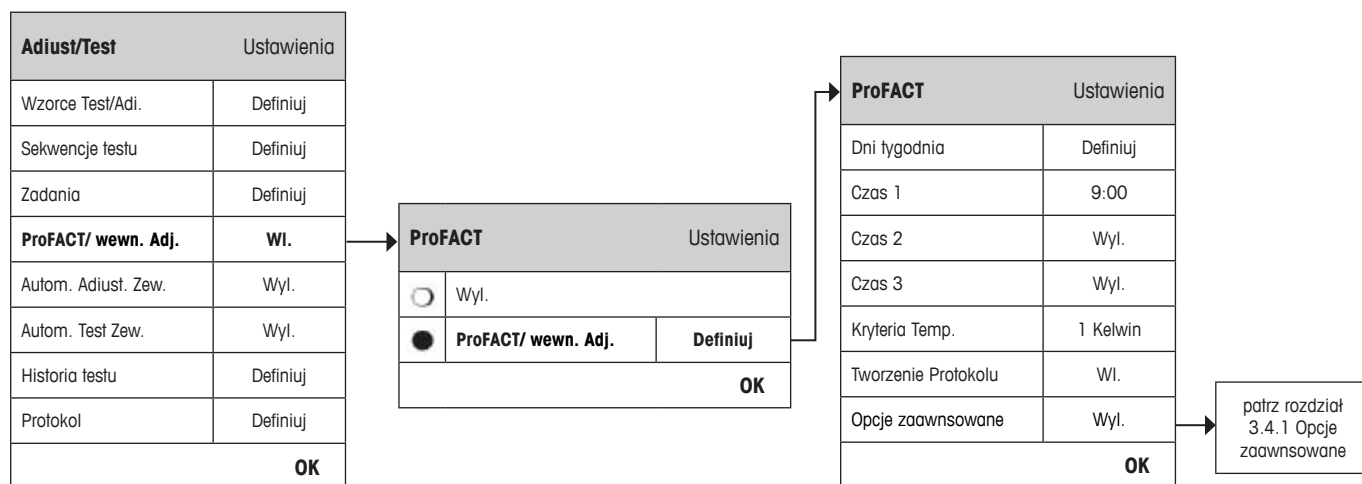 Adiust/Test Ustawienia
Wzorce Test/Adi. Definiuj
Sekwencje testu Definiuj
Zadania Definiuj
ProFACT/ wewn. Adj. Wl.
Autom. Adiust. Zew. Wyl.
Autom. Test Zew. Wyl.
Historia testu Definiuj
Protokol Definiuj
OK
ProFACT Ustawienia
Wyl.
ProFACT/ wewn. Adj. Definiuj
OK
ProFACT Ustawienia
Dni tygodnia Definiuj
Czas 1 9:00
Czas 2 Wyl.
Czas 3 Wyl.
Kryteria Temp. 1 Kelwin
Tworzenie Protokolu Wl.
Opcje zaawnsowane Wyl.
OK
patrz rozdział
3.4.1 Opcje
zaawnsowane